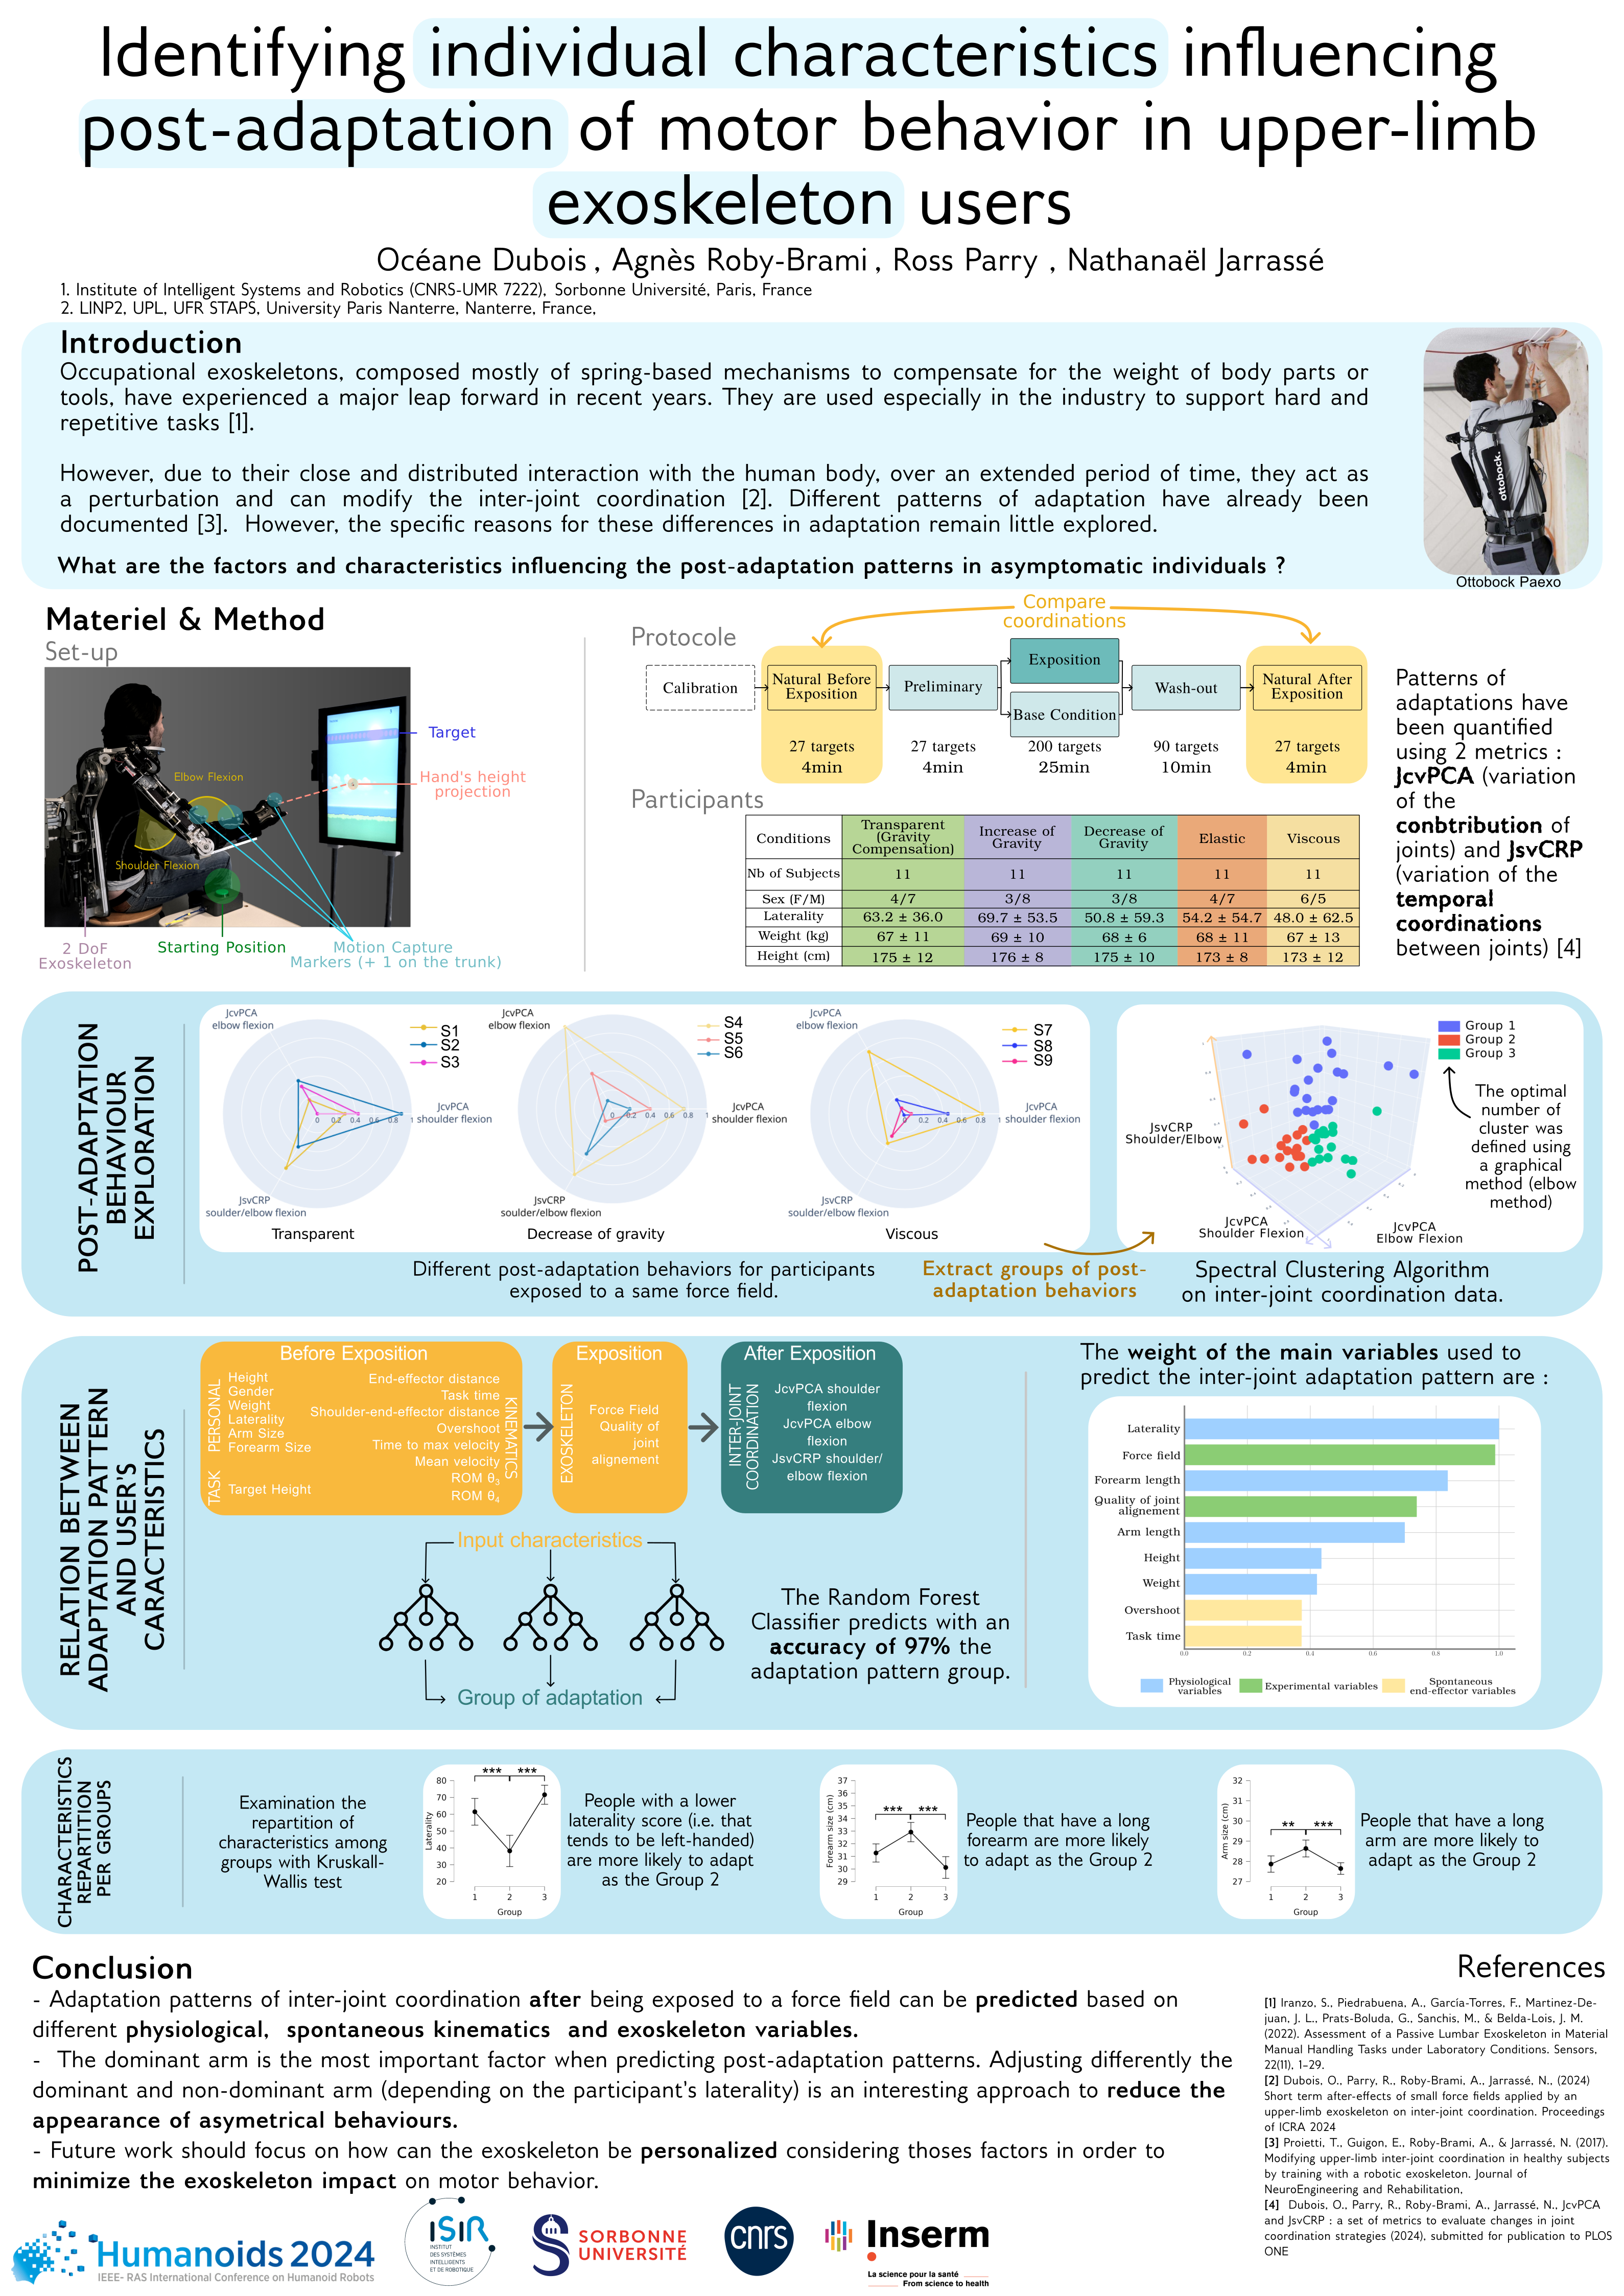 Identifying individual characteristics influencing
post-adaptation of motor behavior in upper-limb
exoskeleton users
Océane Dubois , Agnès Roby-Brami , Ross Parry , Nathanaël Jarrassé
1. Institute of Intelligent Systems and Robotics (CNRS-UMR 7222), Sorbonne Université, Paris, France
2. LINP2, UPL, UFR STAPS, University Paris Nanterre, Nanterre, France,
Introduction
Occupational exoskeletons, composed mostly of spring-based mechanisms to compensate for the weight of body parts or
tools, have experienced a major leap forward in recent years. They are used especially in the industry to support hard and
repetitive tasks [1].
However, due to their close and distributed interaction with the human body, over an extended period of time, they act as
a perturbation and can modify the inter-joint coordination [2]. Different patterns of adaptation have already been
documented [3]. However, the specific reasons for these differences in adaptation remain little explored.
What are the factors and characteristics influencing the post-adaptation patterns in asymptomatic individuals ?
ottobock.
Ottobock Paexo
Materiel & Method
Set-up
Elbow Flexion
Shoulder Flexion
Target
Hand's height
projection
2 DoF
Exoskeleton
Starting Position
Motion Capture
Markers (+ 1 on the trunk)
Protocole
Compare
coordinations
Calibration
Natural Before
Exposition
Preliminary
Exposition
Base Condition
Wash-out
Natural After
Exposition
27 targets 27 targets 200 targets 90 targets 27 targets
4min 4min 25min 10min 4min
Participants
Conditions Transparent (Gravity Compensation) Increase of Gravity Decrease of Gravity Elastic Viscous
Nb of Subjects 11 11 11 11 11
Sex (F/M) 4/7 3/8 3/8 4/7 6/5
Laterality 63.2 ± 36.0 69.7 ± 53.5 50.8 ± 59.3 54.2 ± 54.7 48.0 ± 62.5
Weight (kg) 67 ± 11 69 ± 10 68 ± 6 68 ± 11 67 ± 13
Height (cm) 175 ± 12 176 ± 8 175 ± 10 173 ± 8 173 ± 12
Patterns of
adaptations have
been quantified
using 2 metrics :
JcvPCA (variation
of the
conbtribution of
joints) and JsvCRP
(variation of the
temporal
coordinations
between joints) [4]
POST-ADAPTATION
BEHAVIOUR
EXPLORATION
JcvPCA
elbow flexion
S1
S2
S3
JcvPCA
shoulder flexion
0 0.2 0.4 0.6 0.8 1
JsvCRP
soulder/elbow flexion
Transparent
JcvPCA
elbow flexion
S4
S5
S6
JcvPCA
shoulder flexion
0 0.2 0.4 0.6 0.8 1
JsvCRP
soulder/elbow flexion
Decrease of gravity
JcvPCA
elbow flexion
S7
S8
S9
JcvPCA
shoulder flexion
0 0.2 0.4 0.6 0.8 1
JsvCRP
soulder/elbow flexion
Viscous
Different post-adaptation behaviors for participants
exposed to a same force field.
Extract groups of post-
adaptation behaviors
Group 1
Group 2
Group 3
JsvCRP
Shoulder/Elbow
JcvPCA
Shoulder Flexion
JcvPCA
Elbow Flexion
The optimal
number of
cluster was
defined using
a graphical
method (elbow
method)
Spectral Clustering Algorithm
on inter-joint coordination data.
RELATION BETWEEN
ADAPTATION PATTERN
AND USER'S
CARACTERISTICS
Before Exposition
PERSONAL
Height
Gender
Weight
Laterality
Arm Size
Forearm Size
TASK
Target Height
KINEMATICS
End-effector distance
Task time
Shoulder-end-effector distance
Overshoot
Time to max velocity
Mean velocity
ROM θ3
ROM θ4
Exposition
EXOSKELETON
Force Field
Quality of
joint
alignement
After Exposition
INTER-JOINT
COORDINATION
JcvPCA shoulder
flexion
JcvPCA elbow
flexion
JsvCRP shoulder/
elbow flexion
Input characteristics
Group of adaptation
The Random Forest
Classifier predicts with an
accuracy of 97% the
adaptation pattern group.
The weight of the main variables used to
predict the inter-joint adaptation pattern are :
Laterality
Force field
Forearm length
Quality of joint
alignement
Arm length
Height
Weight
Overshoot
Task time
0.0 0.2 0.4 0.6 0.8 1.0
Physiological
variables
Experimental variables
Spontaneous
end-effector variables
CHARACTERISTICS
REPARTITION
PER GROUPS
Examination the
repartition of
characteristics among
groups with Kruskall-
Wallis test
*** ***
80
70
60
50
40
30
20
Laterality
1 2 3
Group
People with a lower
laterality score (i.e. that
tends to be left-handed)
are more likely to adapt
as the Group 2
37
36
35
34
33
32
31
30
29
*** ***
Forearm size (cm)
1 2 3
Group
People that have a long
forearm are more likely
to adapt as the Group 2
32
31
30
29
28
27
** ***
Arm size (cm)
1 2 3
Group
People that have a long
arm are more likely to
adapt as the Group 2
Conclusion
- Adaptation patterns of inter-joint coordination after being exposed to a force field can be predicted based on
different physiological, spontaneous kinematics and exoskeleton variables.
- The dominant arm is the most important factor when predicting post-adaptation patterns. Adjusting differently the
dominant and non-dominant arm (depending on the participant's laterality) is an interesting approach to reduce the
appearance of asymetrical behaviours.
- Future work should focus on how can the exoskeleton be personalized considering thoses factors in order to
minimize the exoskeleton impact on motor behavior.
References
[1] Iranzo, S., Piedrabuena, A., García-Torres, F., Martinez-De-
juan, J. L., Prats-Boluda, G., Sanchis, M., & Belda-Lois, J. M.
(2022). Assessment of a Passive Lumbar Exoskeleton in Material
Manual Handling Tasks under Laboratory Conditions. Sensors,
22(11), 1–29.
[2] Dubois, O., Parry, R., Roby-Brami, A., Jarrassé, N., (2024)
Short term after-effects of small force fields applied by an
upper-limb exoskeleton on inter-joint coordination. Proceedings
of ICRA 2024
[3] Proietti, T., Guigon, E., Roby-Brami, A., & Jarrassé, N. (2017).
Modifying upper-limb inter-joint coordination in healthy subjects
by training with a robotic exoskeleton. Journal of
NeuroEngineering and Rehabilitation,
[4] Dubois, O., Parry, R., Roby-Brami, A., Jarrassé, N., JcvPCA
and JsvCRP : a set of metrics to evaluate changes in joint
coordination strategies (2024), submitted for publication to PLOS
ONE
Humanoids 2024
IEEE- RAS International Conference on Humanoid Robots
ISIR
INSTITUT
DES SYSTÈMES
INTELLIGENTS
ET DE ROBOTIQUE
SORBONNE
UNIVERSITÉ
cnrs
Inserm
La science pour la santé
From science to health